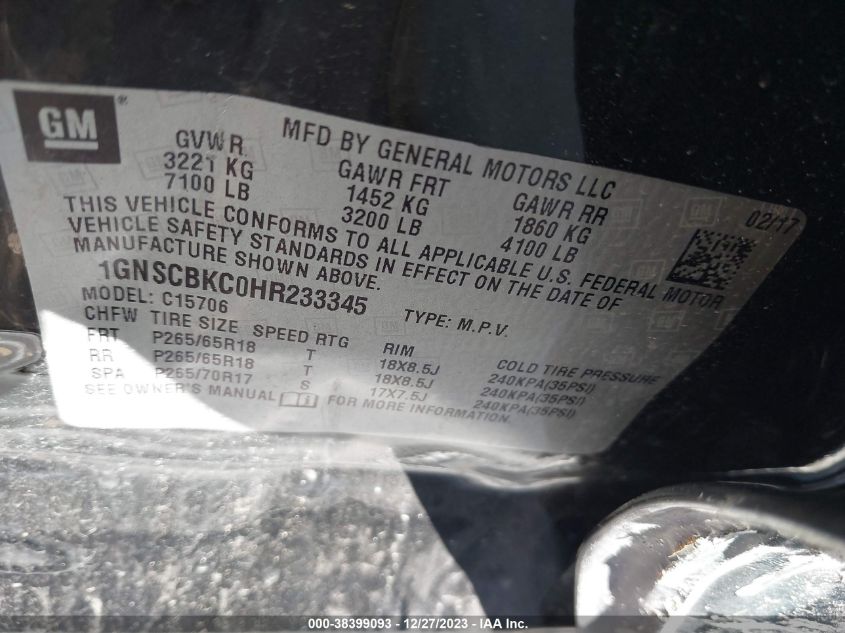 GM ®
MFD BY GENERAL MOTORS LLC
GVWR GAWR FRT GAWR RR
3221 KG 1452 KG 1860 KG
7100 LB 3200 LB 4100 LB
02/17
THIS VEHICLE CONFORMS TO ALL APPLICABLE U.S. FEDERAL MOTOR
VEHICLE SAFETY STANDARDS IN EFFECT ON THE DATE OF
MANUFACTURE SHOWN ABOVE.
1GNSCBKC0HR233345
TYPE: M.P.V.
MODEL: C15706
CHFW TIRE SIZE SPEED RTG RIM COLD TIRE PRESSURE
FRT P265/65R18 T 18X8.5J 240KPA(35PSI)
RR P265/65R18 T 18X8.5J 240KPA(35PSI)
SPA P265/70R17 S 17X7.5J 240KPA(35PSI)
SEE OWNER'S MANUAL FOR MORE INFORMATION.
000-38399093 - 12/27/2023 - IAA Inc.